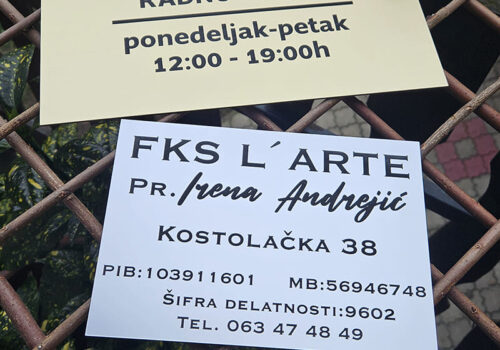 ponedeljak-petak
12:00 - 19:00h
FKS L´ARTE
PR. Irena Andrejić
KOSTOLAČKA 38
PIB:103911601 MB:56946748
ŠIFRA DELATNOSTI:9602
TEL. 063 47 48 49